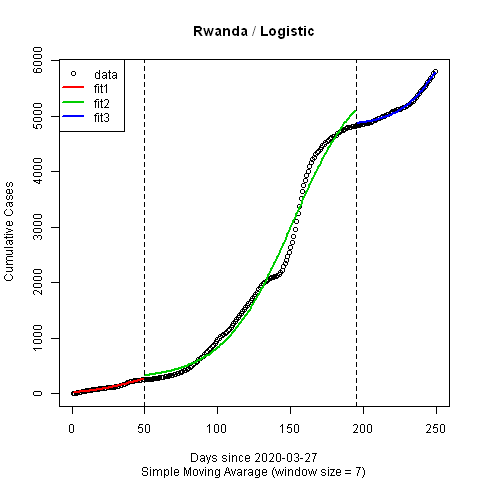 Rwanda / Logistic
data
fit1
fit2
fit3
6000
5000
4000
3000
2000
1000
0
Cumulative Cases
0 50 100 150 200 250
Days since 2020-03-27
Simple Moving Avarage (window size = 7)